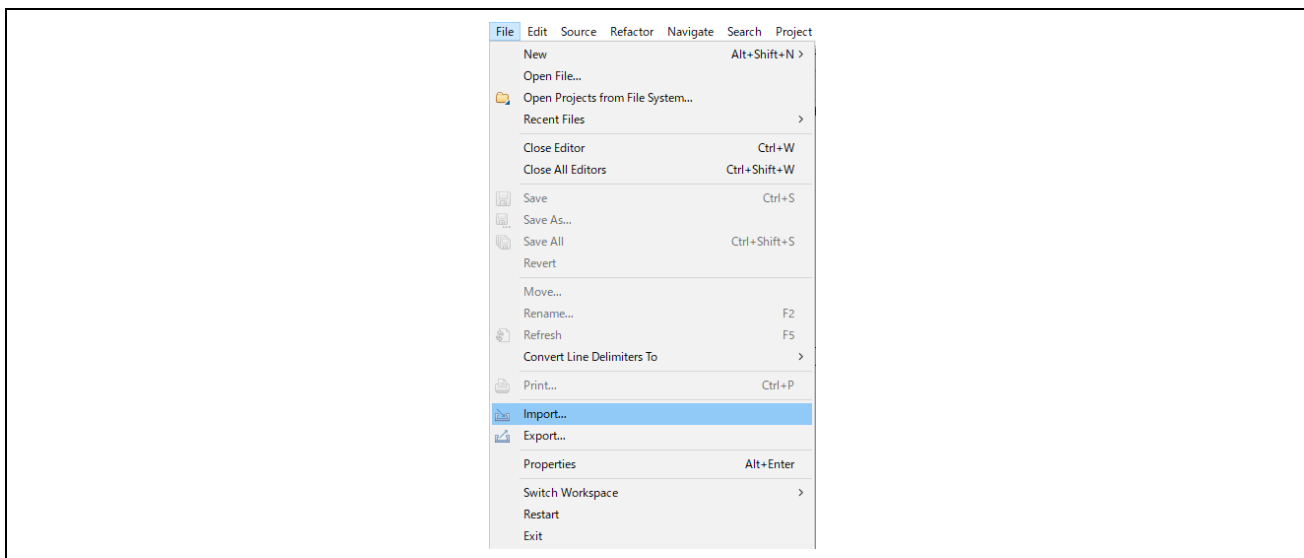 File Edit Source Refactor Navigate Search Project
New Alt+Shift+N >
Open File...
Open Projects from File System...
Recent Files >
Close Editor Ctrl+W
Close All Editors Ctrl+Shift+W
Save Ctrl+S
Save As...
Save All Ctrl+Shift+S
Revert
Move...
Rename... F2
Refresh F5
Convert Line Delimiters To >
Print... Ctrl+P
Import...
Export...
Properties Alt+Enter
Switch Workspace >
Restart
Exit